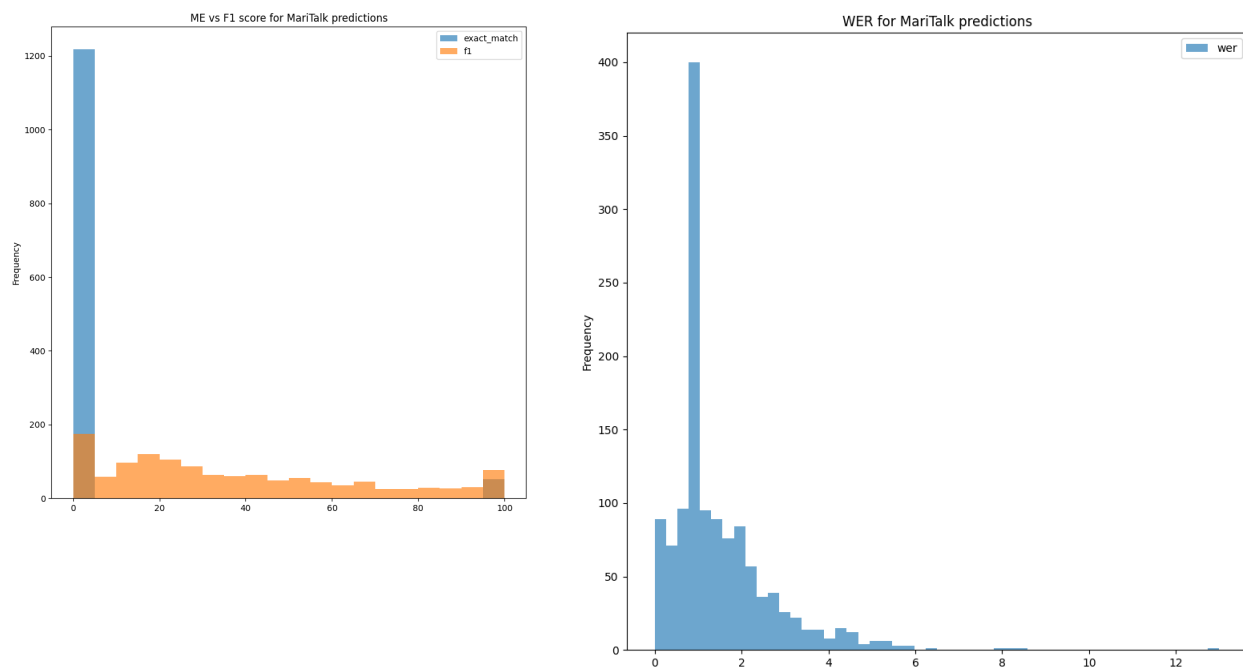 ME vs F1 score for MariTalk predictions
exact_match
f1
1200
1000
800
600
400
200
0
Frequency
0 20 40 60 80 100
WER for MariTalk predictions
wer
400
350
300
250
200
150
100
50
0
Frequency
0 2 4 6 8 10 12